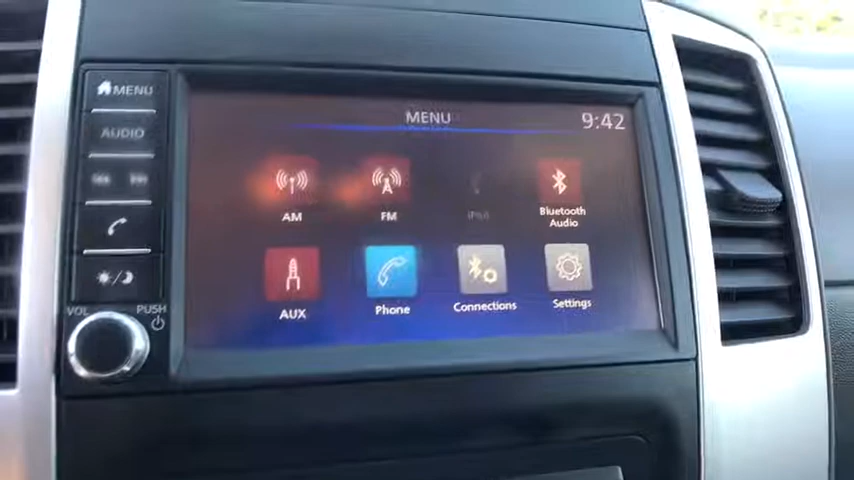 MENU
MENU
9:42
AUDIO
AM
FM
iPod
Bluetooth
Audio
AUX
Phone
Connections
Settings
VOL
PUSH